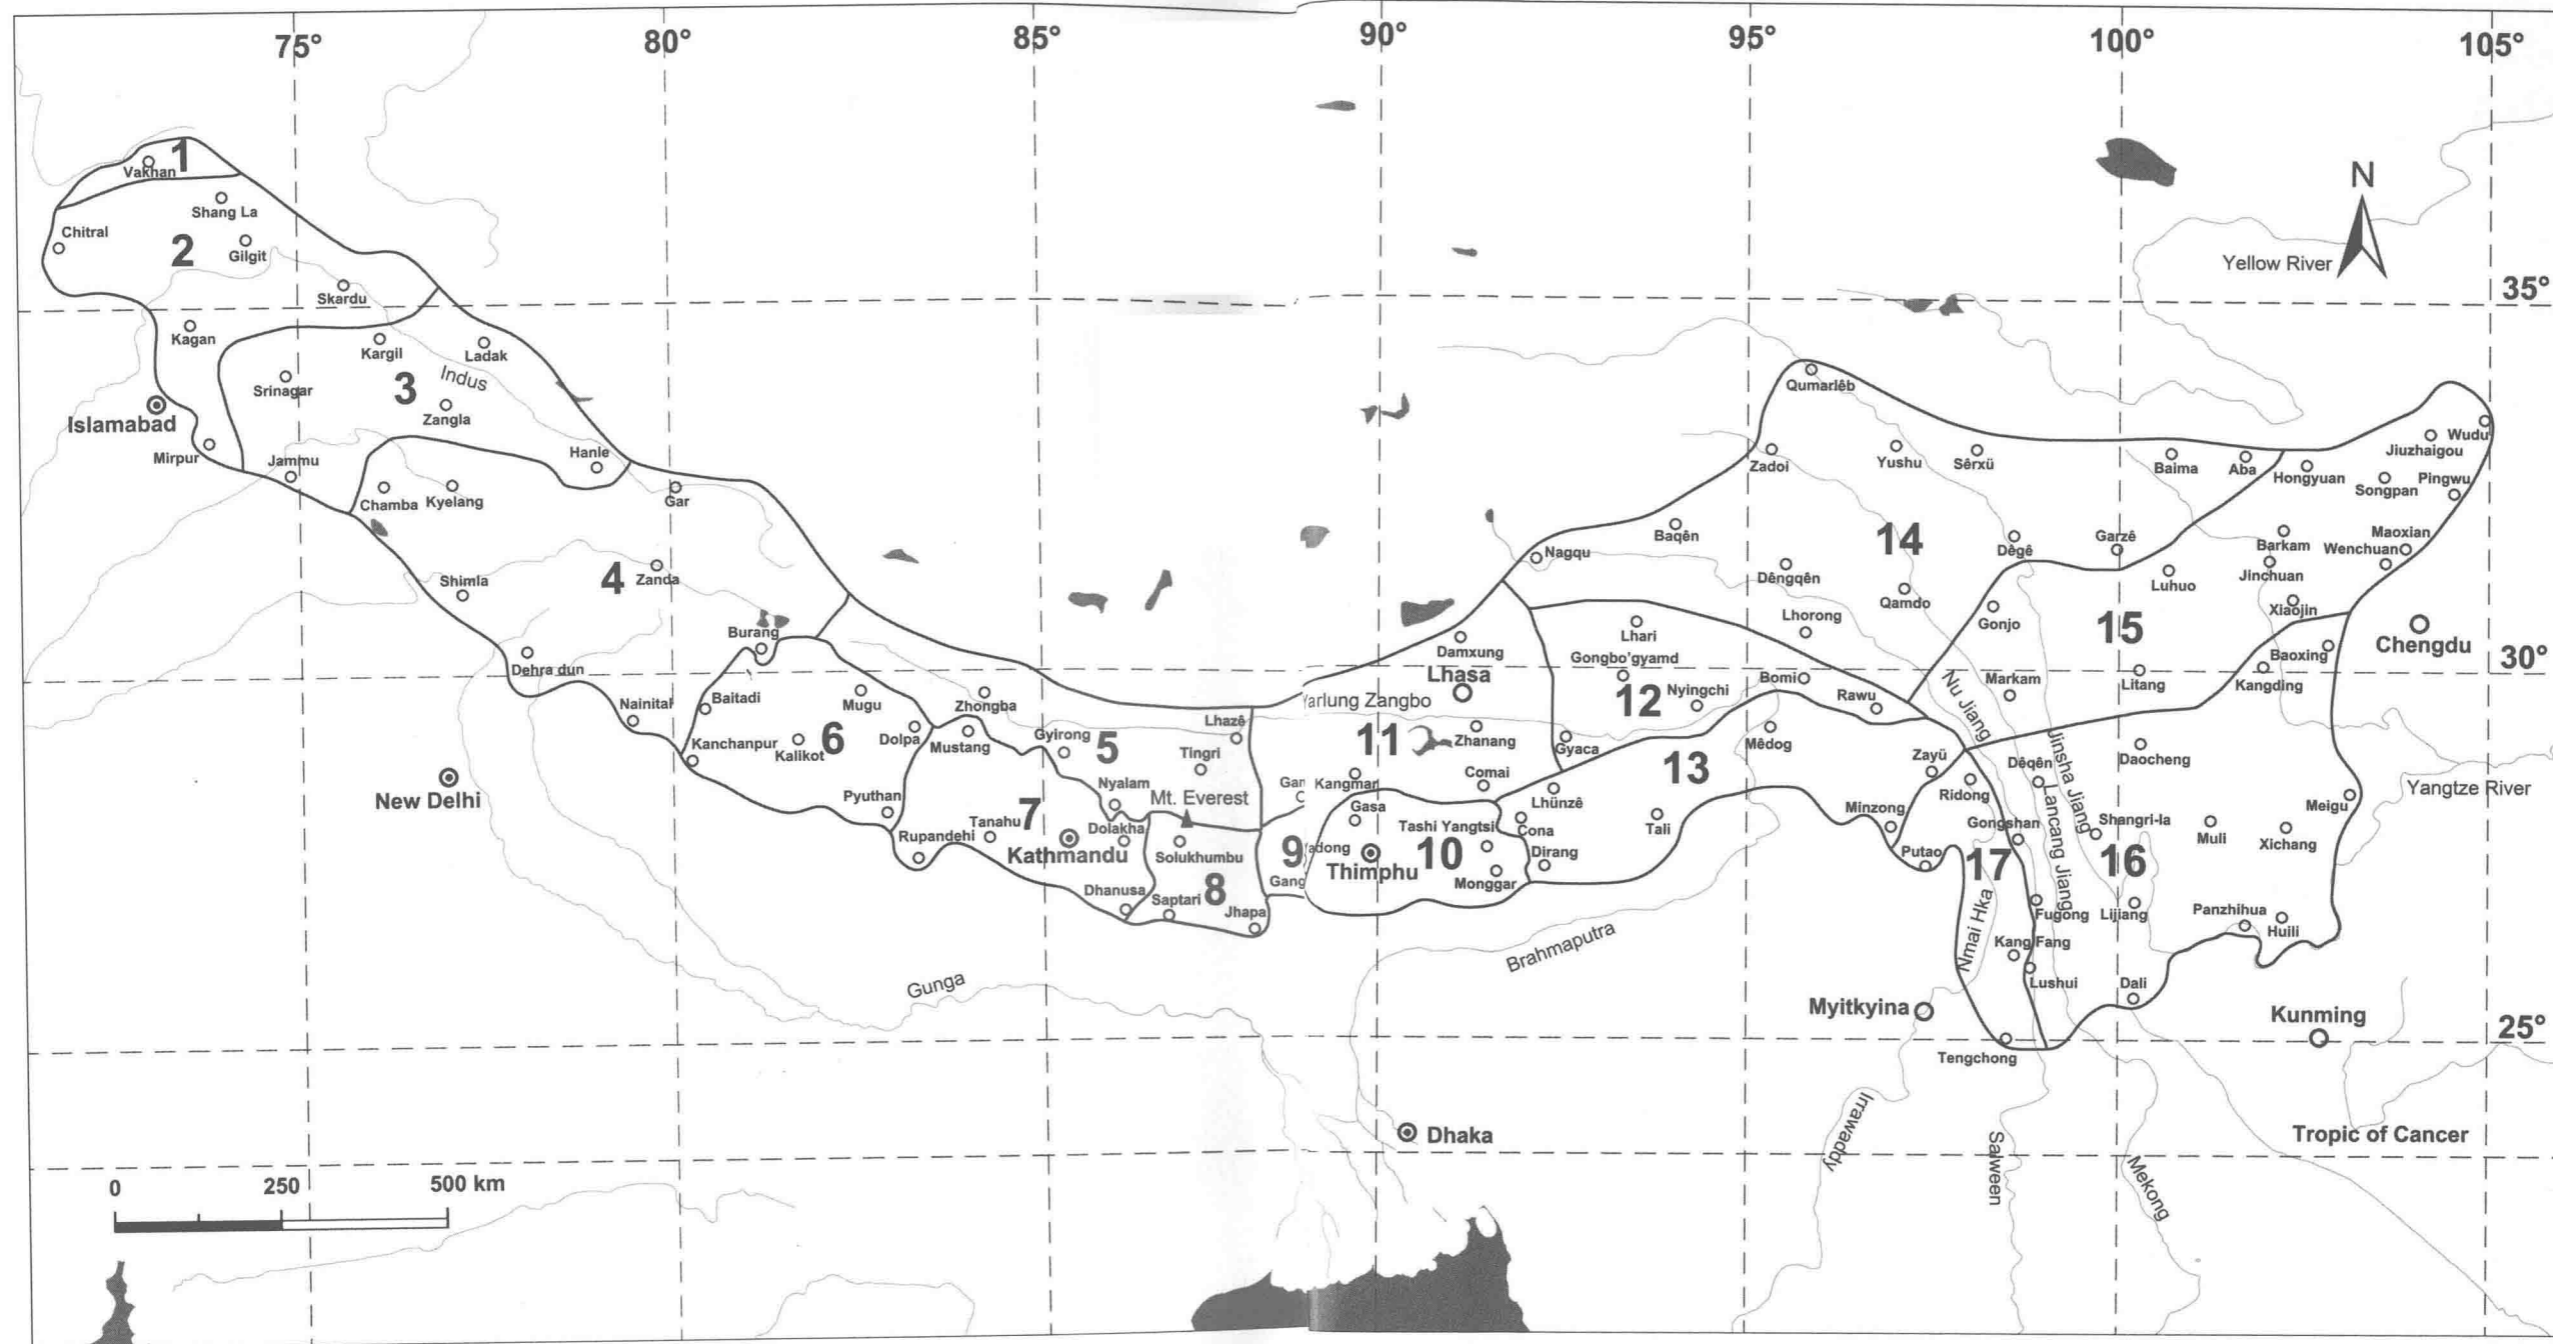 75°
80°
85°
90°
95°
100°
105°
N
1
Vakhan
Shang La
Chitral
2
Gilgit
Yellow River
Skardu
35°
Kagan
Kargil
Ladak
Indus
Srinagar
3
Qumarlêb
Islamabad
Zangla
Wudu
Jiuzhaigou
Mirpur
Jammu
Hanle
Zadoi
Yushu
Sêrxü
Baima
Aba
Hongyuan
Songpan
Pingwu
Chamba
Kyelang
Gar
Baqên
14
Garzê
Barkam
Maoxian
Nagqu
Dêgê
Wenchuan
Shimla
4
Zanda
Dêngqên
Luhuo
Jinchuan
Qamdo
Xiaojin
Burang
Lhari
Lhorong
Gonjo
15
Chengdu
Damxung
Baoxing
Dehra dun
Lhasa
Gongbo'gyamd
30°
Bomi
Markam
Litang
Kangding
Nainital
Baitadi
Mugu
Zhongba
Zangbo
12
Nyingchi
Rawu
Nu Jiang
Lhazê
Kanchanpur
Kalikot
6
Dolpa
Mustang
Gyirong
5
Tingri
11
Zhanang
Gyaca
13
Mêdog
Zayü
Jinsha Jiang
Daocheng
New Delhi
Nyalam
Mt. Everest
Kangmar
Comai
Dêqên
Yangtze River
Pyuthan
7
Gasa
Lhünzê
Minzong
Ridong
Lancang Jiang
Meigu
Rupandehi
Tanahu
Dolakha
Tashi Yangtsi
Cona
Tali
Gongshan
Shangri-la
Muli
Xichang
Kathmandu
Solukhumbu
9
Thimphu
10
Dirang
Putao
17
16
Dhanusa
Saptari
8
Jhapa
Monggar
Nmai Hka
Fugong
Lijiang
Panzhihua
Huili
Brahmaputra
Kang Fang
Gunga
Lushui
Dali
Myitkyina
Kunming
25°
Tengchong
Irrawaddy
Dhaka
Salween
Mekong
Tropic of Cancer
0
250
500 km